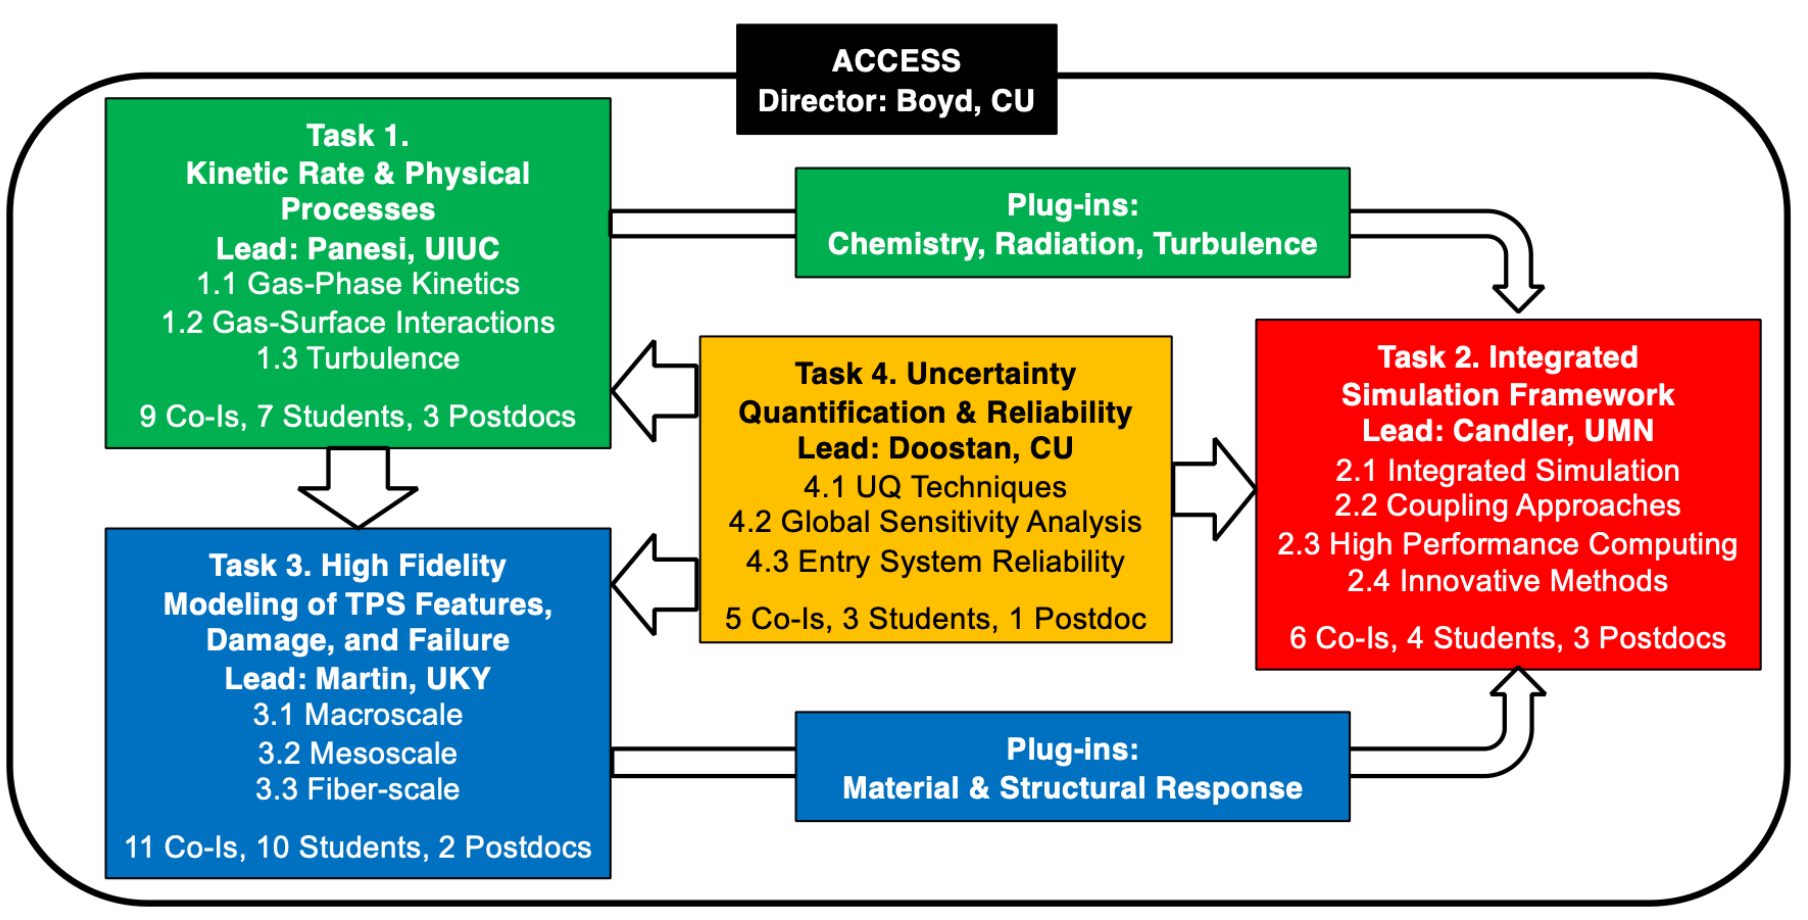 ACCESS
Director: Boyd, CU
Task 1.
Kinetic Rate & Physical
Processes
Lead: Panesi, UIUC
1.1 Gas-Phase Kinetics
1.2 Gas-Surface Interactions
1.3 Turbulence
9 Co-Is, 7 Students, 3 Postdocs
Plug-ins:
Chemistry, Radiation, Turbulence
Task 4. Uncertainty
Quantification & Reliability
Lead: Doostan, CU
4.1 UQ Techniques
4.2 Global Sensitivity Analysis
4.3 Entry System Reliability
5 Co-Is, 3 Students, 1 Postdoc
Task 2. Integrated
Simulation Framework
Lead: Candler, UMN
2.1 Integrated Simulation
2.2 Coupling Approaches
2.3 High Performance Computing
2.4 Innovative Methods
6 Co-Is, 4 Students, 3 Postdocs
Task 3. High Fidelity
Modeling of TPS Features,
Damage, and Failure
Lead: Martin, UKY
3.1 Macroscale
3.2 Mesoscale
3.3 Fiber-scale
11 Co-Is, 10 Students, 2 Postdocs
Plug-ins:
Material & Structural Response